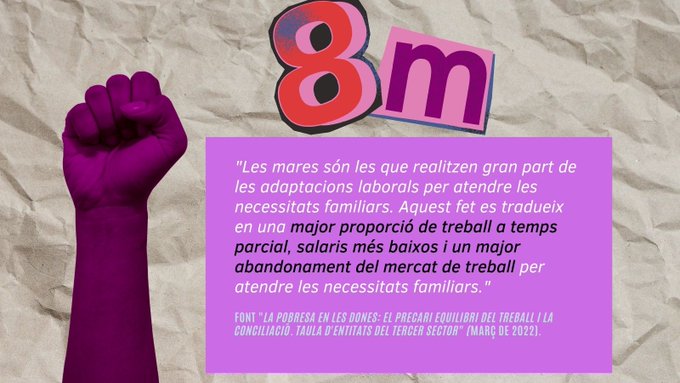 8m
"Les mares són les que realitzen gran part de
les adaptacions laborals per atendre les
necessitats familiars. Aquest fet es tradueix
en una major proporció de treball a temps
parcial, salaris més baixos i un major
abandonament del mercat de treball per
atendre les necessitats familiars."
FONT "LA POBRESA EN LES DONES: EL PRECARI EQUILIBRI DEL TREBALL I LA
CONCILIACIÓ. TAULA D'ENTITATS DEL TERCER SECTOR" (MARÇ DE 2022).